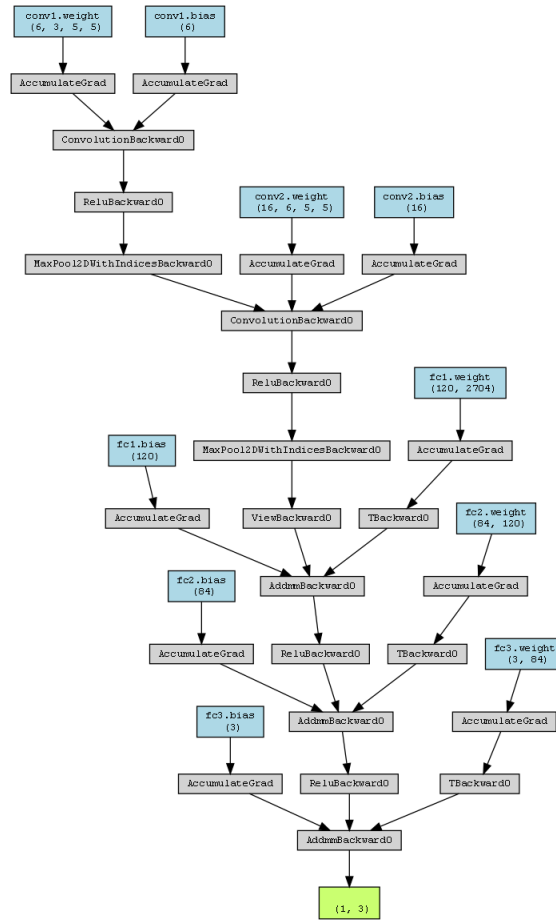 conv1.weight
(6, 3, 5, 5)
conv1.bias
(6)
AccumulateGrad
AccumulateGrad
ConvolutionBackward0
ReluBackward0
conv2.weight
(16, 6, 5, 5)
conv2.bias
(16)
MaxPool2DWithIndicesBackward0
AccumulateGrad
AccumulateGrad
ConvolutionBackward0
ReluBackward0
fc1.weight
(120, 2704)
fc1.bias
(120)
MaxPool2DWithIndicesBackward0
AccumulateGrad
AccumulateGrad
ViewBackward0
TBackward0
fc2.weight
(84, 120)
fc2.bias
(84)
AddmmBackward0
AccumulateGrad
AccumulateGrad
ReluBackward0
TBackward0
fc3.weight
(3, 84)
fc3.bias
(3)
AddmmBackward0
AccumulateGrad
AccumulateGrad
ReluBackward0
TBackward0
AddmmBackward0
(1, 3)